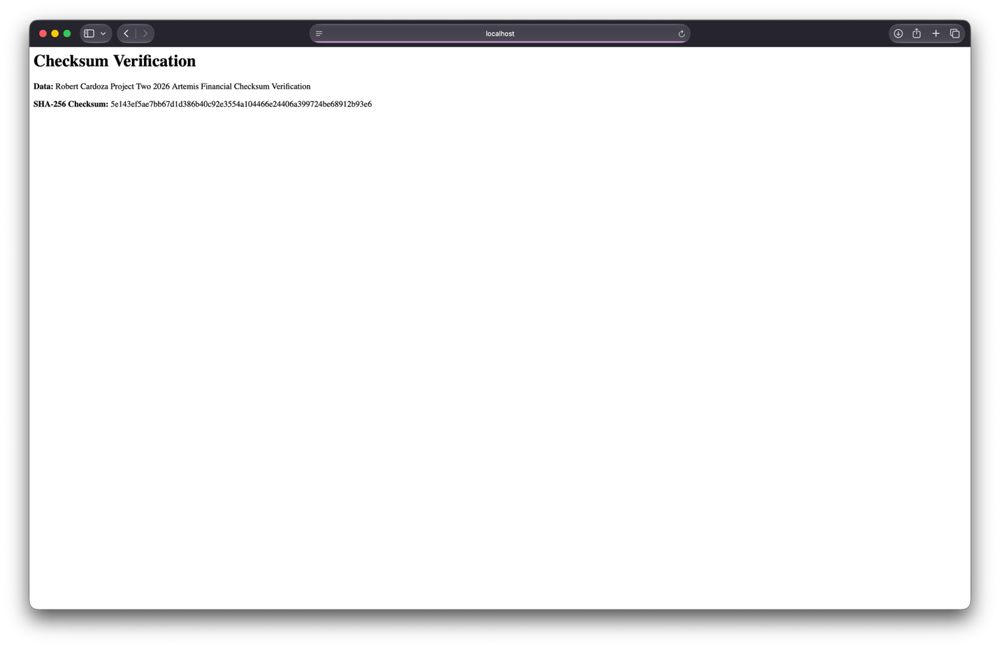 localhost
Checksum Verification
Data: Robert Cardoza Project Two 2026 Artemis Financial Checksum Verification
SHA-256 Checksum: 5e143ef5ae7bb67d1d386b40c92e3554a104466e24406a399724be68912b93e6